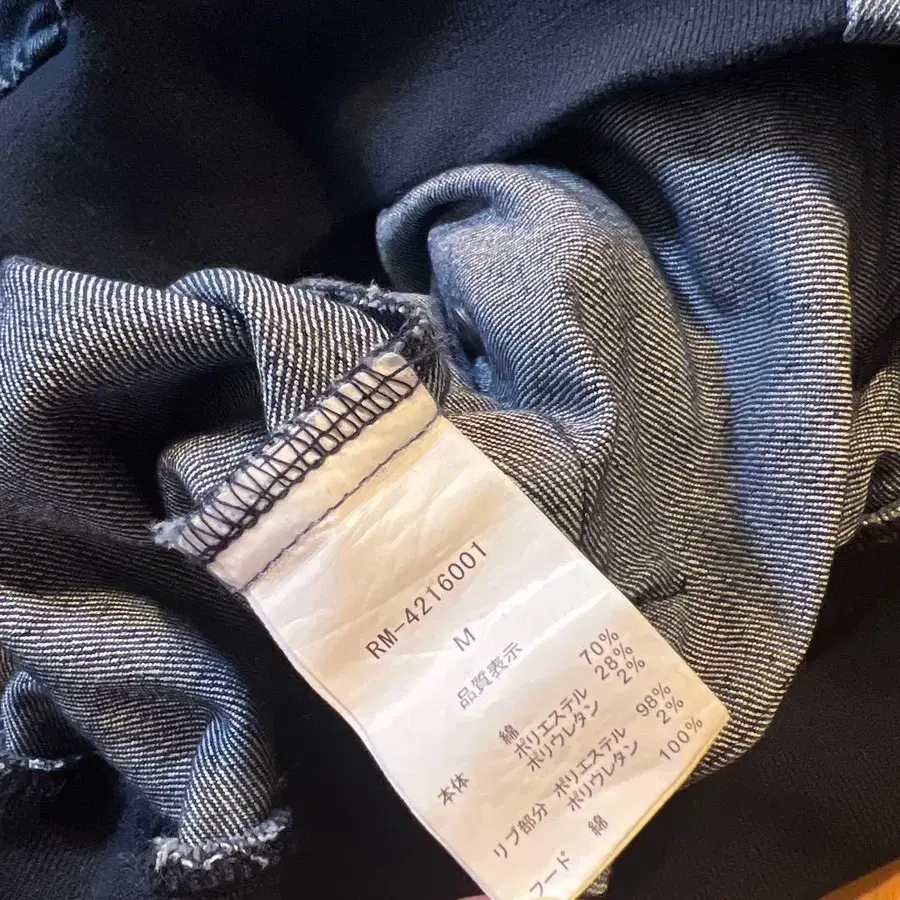 RM-4216001
M
品質表示
本体 綿 70%
ポリエステル 28%
ポリウレタン 2%
リブ部分 ポリエステル 98%
ポリウレタン 2%
フード 綿 100%